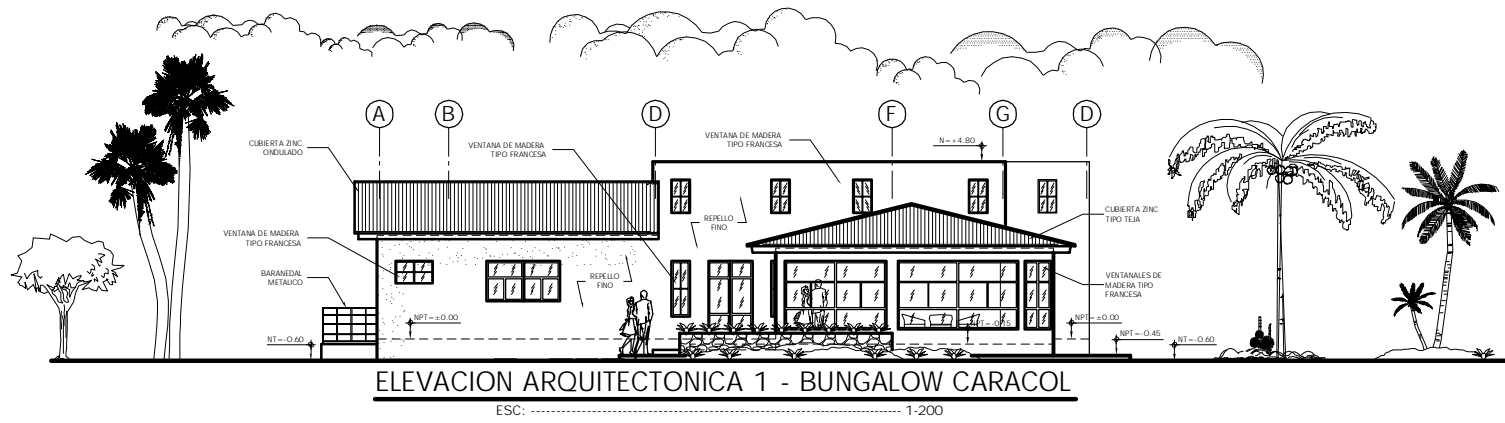 A B D F G D
CUBIERTA ZINC
ONDULADO
VENTANA DE MADERA
TIPO FRANCESA
VENTANA DE MADERA
TIPO FRANCESA
N=+4.80
REPELLO
FINO
CUBIERTA ZINC
TIPO TEJA
VENTANA DE MADERA
TIPO FRANCESA
BARANEDAL
METALICO
REPELLO
FINO
VENTANALES DE
MADERA TIPO
FRANCESA
NPT=±0.00
NPT=-0.15
NPT=±0.00
NT=-0.60
NPT=-0.45
NT=-0.60
ELEVACION ARQUITECTONICA 1 - BUNGALOW CARACOL
ESC: ---------------------------------------------------------------------------------- 1-200